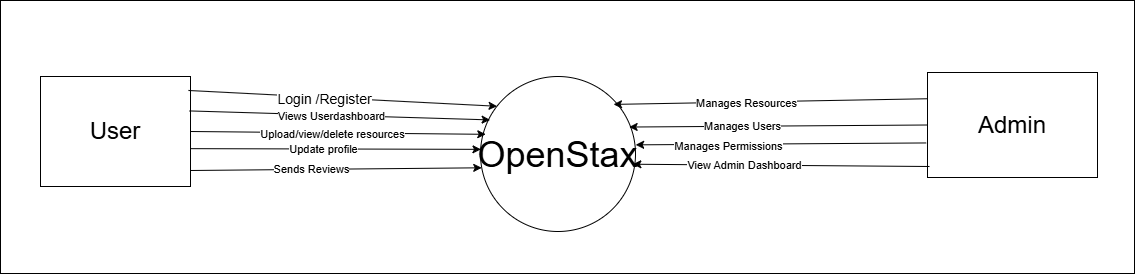 User
Login /Register
Views Userdashboard
Upload/view/delete resources
Update profile
Sends Reviews
OpenStax
Manages Resources
Manages Users
Manages Permissions
View Admin Dashboard
Admin